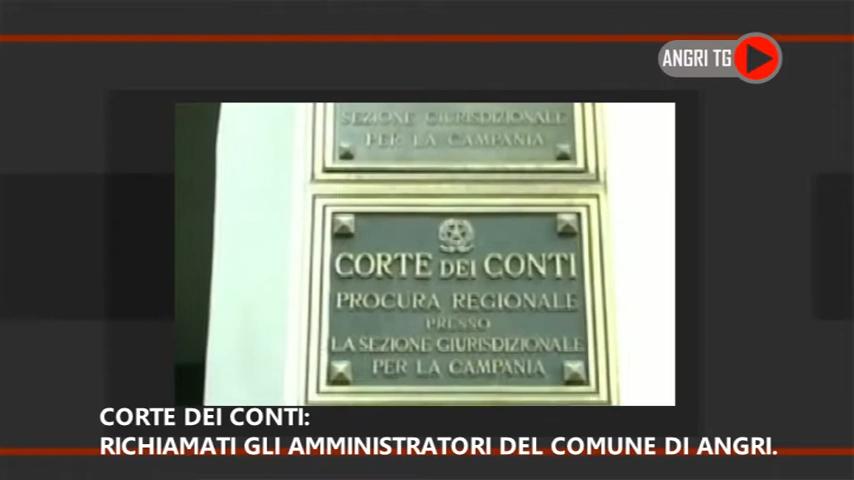 ANGRI TG
SEZIONE GIURISDIZIONALE
PER LA CAMPANIA
CORTE DEI CONTI
PROCURA REGIONALE
PRESSO
LA SEZIONE GIURISDIZIONALE
PER LA CAMPANIA
CORTE DEI CONTI:
RICHIAMATI GLI AMMINISTRATORI DEL COMUNE DI ANGRI.